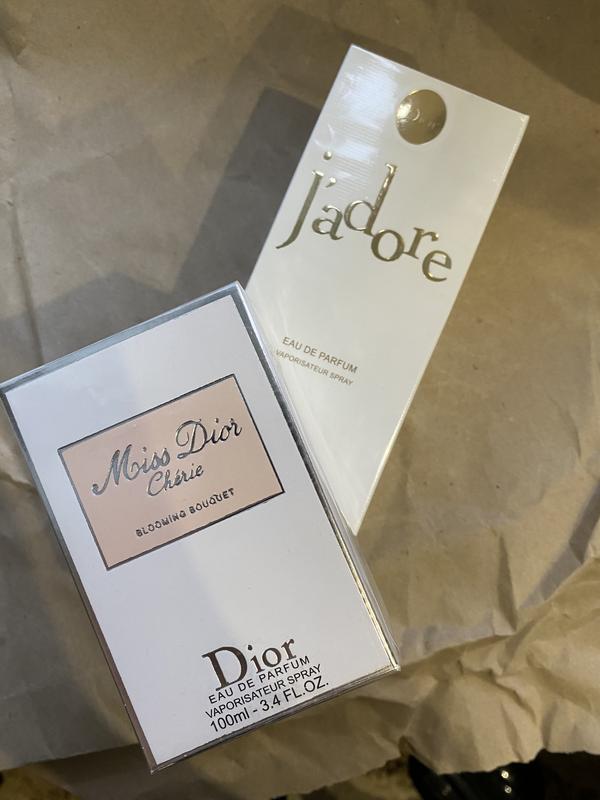 Dior
j'adore
EAU DE PARFUM
VAPORISATEUR SPRAY
Miss Dior
Chérie
BLOOMING BOUQUET
Dior
EAU DE PARFUM
VAPORISATEUR SPRAY
100ml - 3.4 FL.OZ.